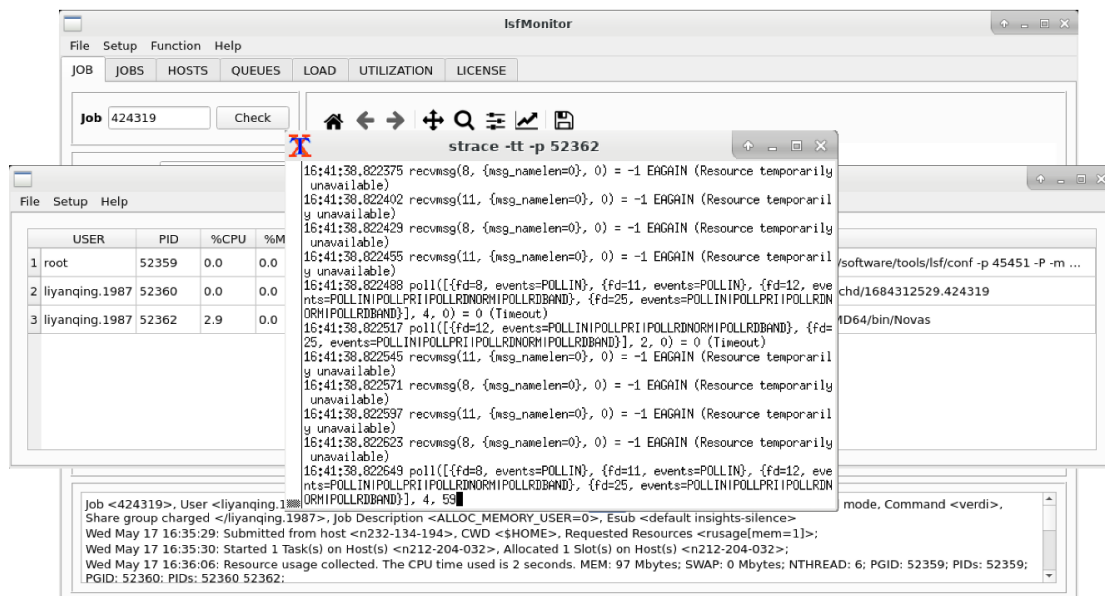 lsfMonitor
File Setup Function Help
JOB JOBS HOSTS QUEUES LOAD UTILIZATION LICENSE
Job 424319 Check
strace -tt -p 52362
16:41:38.822375 recvmsg(8, {msg_namelen=0}, 0) = -1 EAGAIN (Resource temporarily
unavailable)
16:41:38.822402 recvmsg(11, {msg_namelen=0}, 0) = -1 EAGAIN (Resource temporaril
y unavailable)
16:41:38.822429 recvmsg(8, {msg_namelen=0}, 0) = -1 EAGAIN (Resource temporarily
unavailable)
16:41:38.822455 recvmsg(11, {msg_namelen=0}, 0) = -1 EAGAIN (Resource temporaril
y unavailable)
16:41:38.822488 poll([{fd=8, events=POLLIN}, {fd=11, events=POLLIN}, {fd=12, eve
nts=POLLIN|POLLPRI|POLLRDNORM|POLLRDBAND}, {fd=25, events=POLLIN|POLLPRI|POLLRDN
ORM|POLLRDBAND}], 4, 0) = 0 (Timeout)
16:41:38.822517 poll([{fd=12, events=POLLIN|POLLPRI|POLLRDNORM|POLLRDBAND}, {fd=
25, events=POLLIN|POLLPRI|POLLRDNORM|POLLRDBAND}], 2, 0) = 0 (Timeout)
16:41:38.822545 recvmsg(11, {msg_namelen=0}, 0) = -1 EAGAIN (Resource temporaril
y unavailable)
16:41:38.822571 recvmsg(8, {msg_namelen=0}, 0) = -1 EAGAIN (Resource temporarily
unavailable)
16:41:38.822597 recvmsg(11, {msg_namelen=0}, 0) = -1 EAGAIN (Resource temporaril
y unavailable)
16:41:38.822623 recvmsg(8, {msg_namelen=0}, 0) = -1 EAGAIN (Resource temporarily
unavailable)
16:41:38.822649 poll([{fd=8, events=POLLIN}, {fd=11, events=POLLIN}, {fd=12, eve
nts=POLLIN|POLLPRI|POLLRDNORM|POLLRDBAND}, {fd=25, events=POLLIN|POLLPRI|POLLRDN
ORM|POLLRDBAND}], 4, 59
File Setup Help
USER PID %CPU %M
1 root 52359 0.0 0.0 /software/tools/lsf/conf -p 45451 -P -m ...
2 liyanqing.1987 52360 0.0 0.0 chd/1684312529.424319
3 liyanqing.1987 52362 2.9 0.0 MD64/bin/Novas
Job <424319>, User <liyanqing.1 mode, Command <verdi>,
Share group charged </liyanqing.1987>, Job Description <ALLOC_MEMORY_USER=0>, Esub <default insights-silence>
Wed May 17 16:35:29: Submitted from host <n232-134-194>, CWD <$HOME>, Requested Resources <rusage[mem=1]>;
Wed May 17 16:35:30: Started 1 Task(s) on Host(s) <n212-204-032>, Allocated 1 Slot(s) on Host(s) <n212-204-032>;
Wed May 17 16:36:06: Resource usage collected. The CPU time used is 2 seconds. MEM: 97 Mbytes; SWAP: 0 Mbytes; NTHREAD: 6; PGID: 52359; PIDs: 52359;
PGID: 52360; PIDs: 52360 52362;